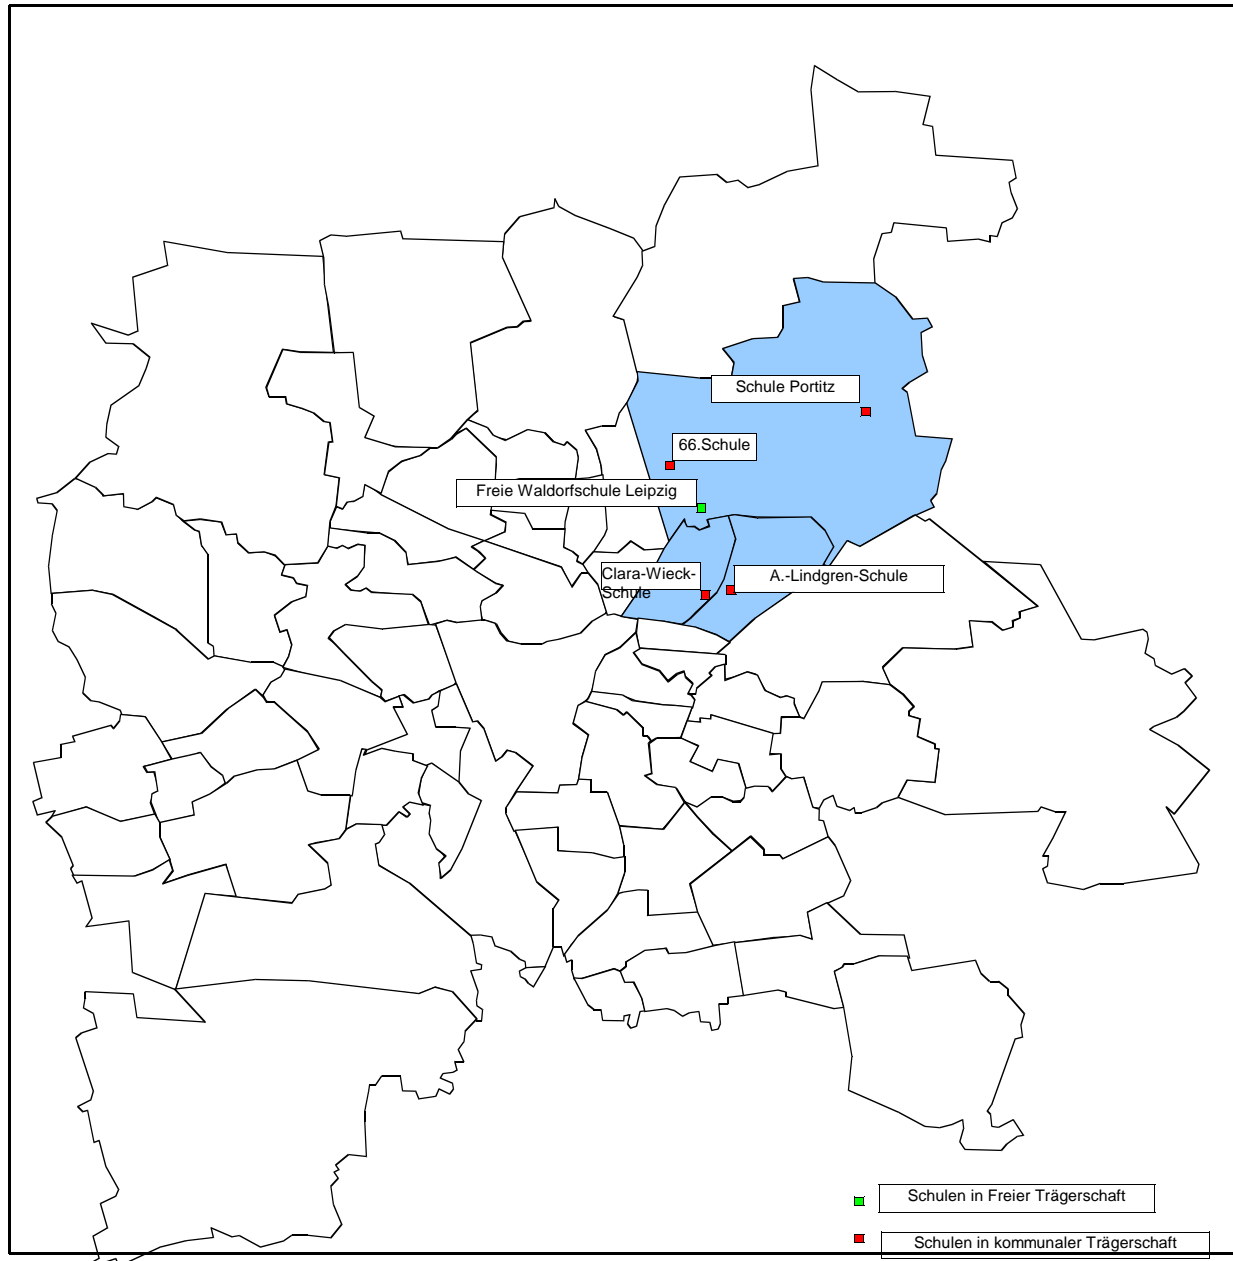 Schule Portitz
66.Schule
Freie Waldorfschule Leipzig
Clara-Wieck-
Schule
A.-Lindgren-Schule
Schulen in Freier Trägerschaft
Schulen in kommunaler Trägerschaft